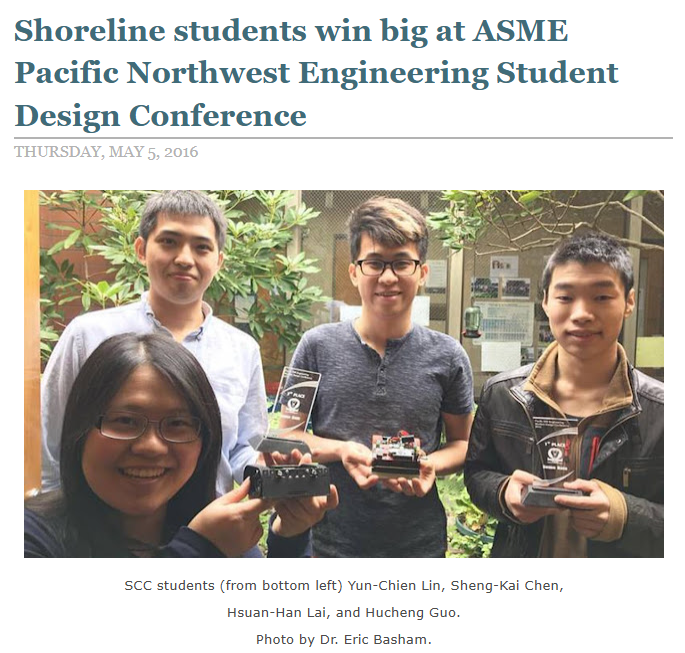 Shoreline students win big at ASME
Pacific Northwest Engineering Student
Design Conference
THURSDAY, MAY 5, 2016
1ST PLACE
1ST PLACE
SCC students (from bottom left) Yun-Chien Lin, Sheng-Kai Chen,
Hsuan-Han Lai, and Hucheng Guo.
Photo by Dr. Eric Basham.